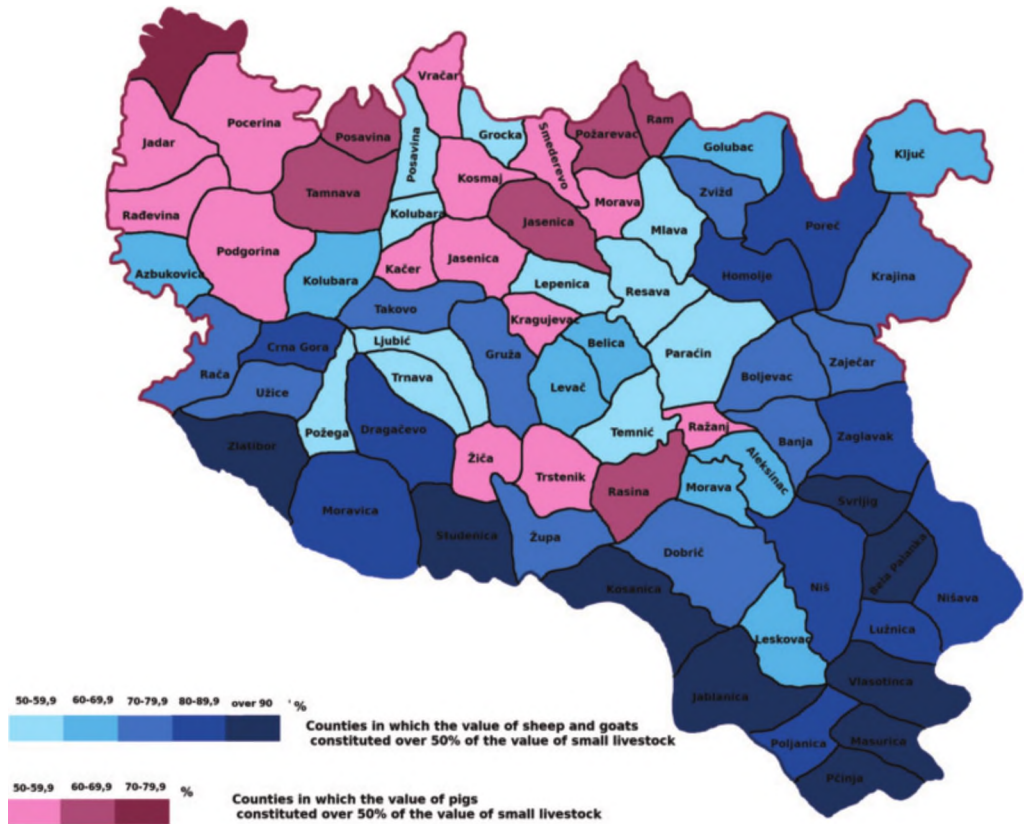 Vračar
Pocerina
Posavina
Posavina
Grocka
Smederevo
Požarevac
Ram
Golubac
Ključ
Jadar
Tamnava
Kosmaj
Morava
Zvižd
Rađevina
Kolubara
Jasenica
Mlava
Poreč
Podgorina
Azbukovica
Kolubara
Kačer
Jasenica
Lepenica
Resava
Homolje
Krajina
Takovo
Kragujevac
Crna Gora
Ljubić
Gruža
Belica
Paraćin
Rača
Trnava
Levač
Boljevac
Zaječar
Užice
Požega
Dragačevo
Temnić
Ražanj
Banja
Zaglavak
Zlatibor
Žiča
Trstenik
Rasina
Morava
Aleksinac
Svrljig
Moravica
Studenica
Župa
Dobrič
Bela Palanka
Kosanica
Niš
Nišava
Leskovac
Lužnica
Jablanica
Vlasotinca
Poljanica
Masurica
Pčinja
50-59,9 60-69,9 70-79,9 80-89,9 over 90 ' %
Counties in which the value of sheep and goats
constituted over 50% of the value of small livestock
50-59,9 60-69,9 70-79,9 %
Counties in which the value of pigs
constituted over 50% of the value of small livestock